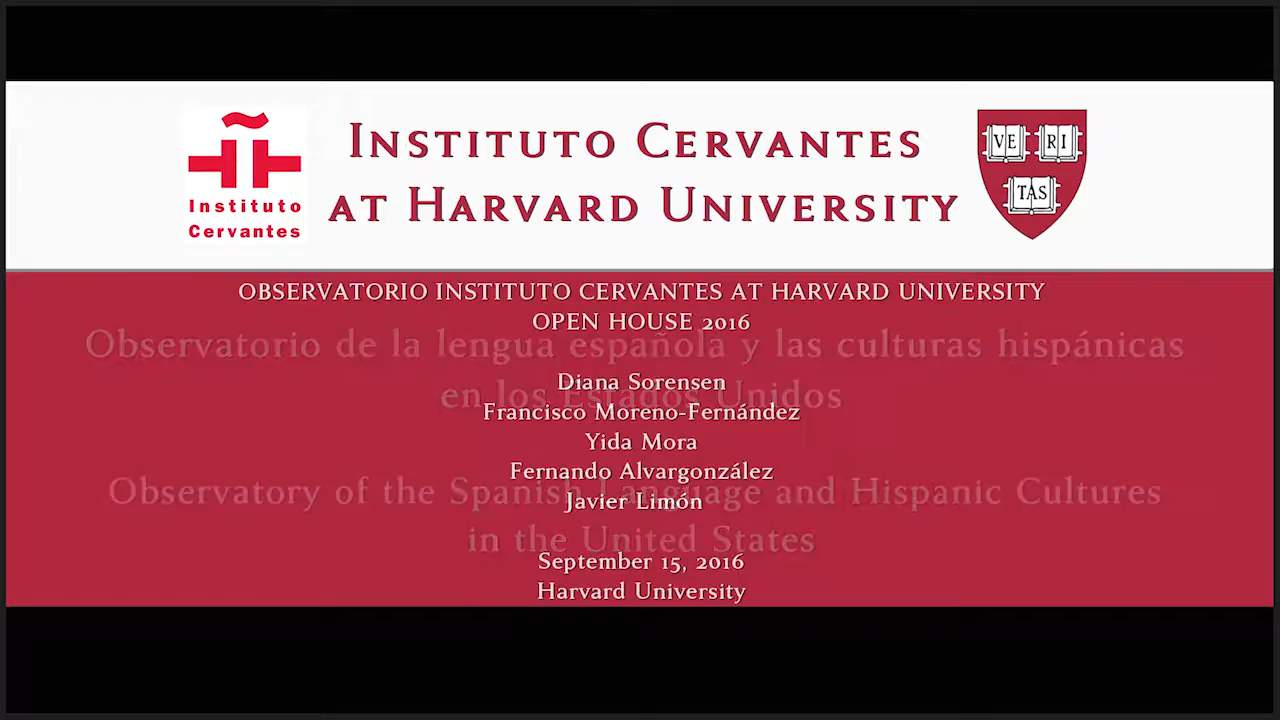 Instituto
Cervantes
INSTITUTO CERVANTES
AT HARVARD UNIVERSITY
VE RI
TAS
OBSERVATORIO INSTITUTO CERVANTES AT HARVARD UNIVERSITY
OPEN HOUSE 2016
Observatorio de la lengua española y las culturas hispánicas
en los Estados Unidos
Diana Sorensen
Francisco Moreno-Fernández
Yida Mora
Fernando Alvargonzález
Observatory of the Spanish Language and Hispanic Cultures
in the United States
Javier Limón
September 15, 2016
Harvard University